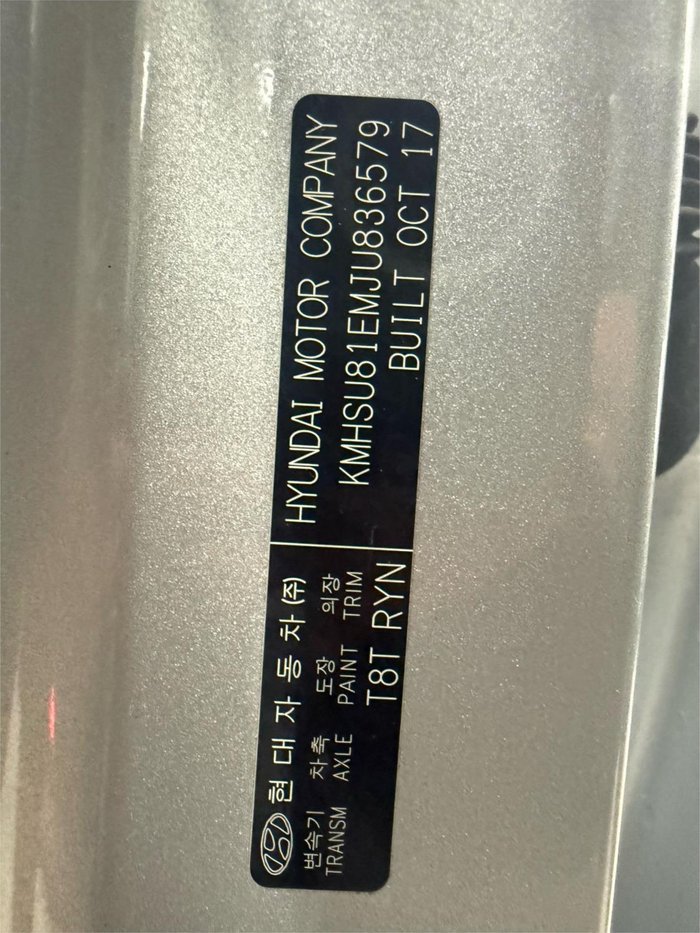 현대자동차(주)
변속기 차축 도장 의장
TRANSM AXLE PAINT TRIM
T8T RYN
HYUNDAI MOTOR COMPANY
KMHSU81EMJU836579
BUILT OCT 17